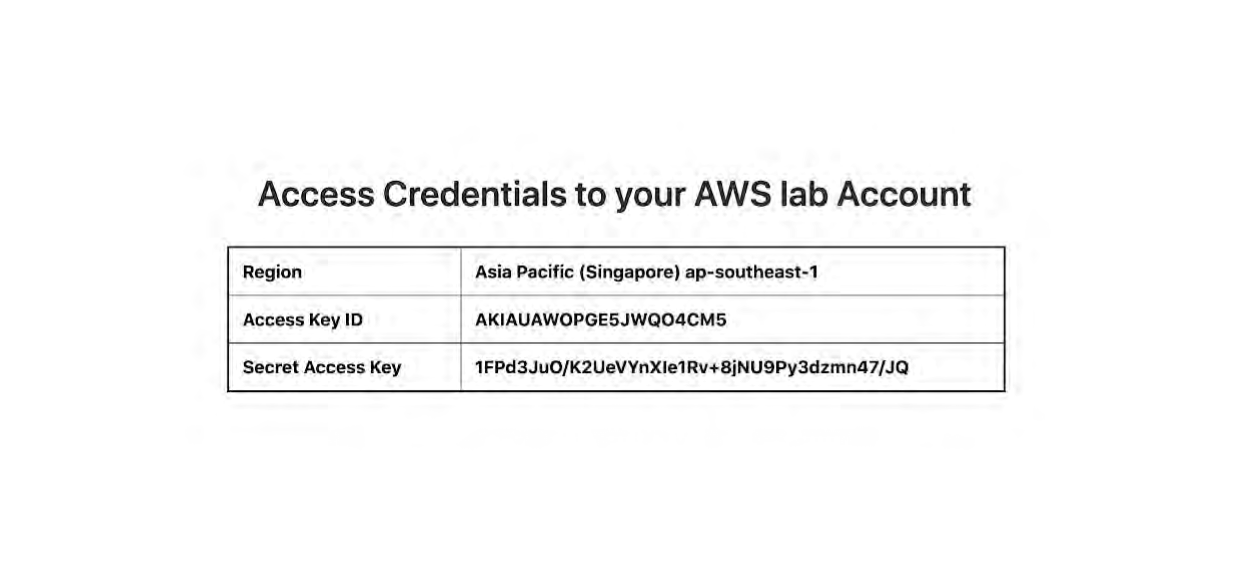 Access Credentials to your AWS lab Account
Region Asia Pacific (Singapore) ap-southeast-1
Access Key ID AKIAUAWOPGE5JWQO4CM5
Secret Access Key 1FPd3JuO/K2UeVYnXIe1Rv+8jNU9Py3dzmn47/JQ